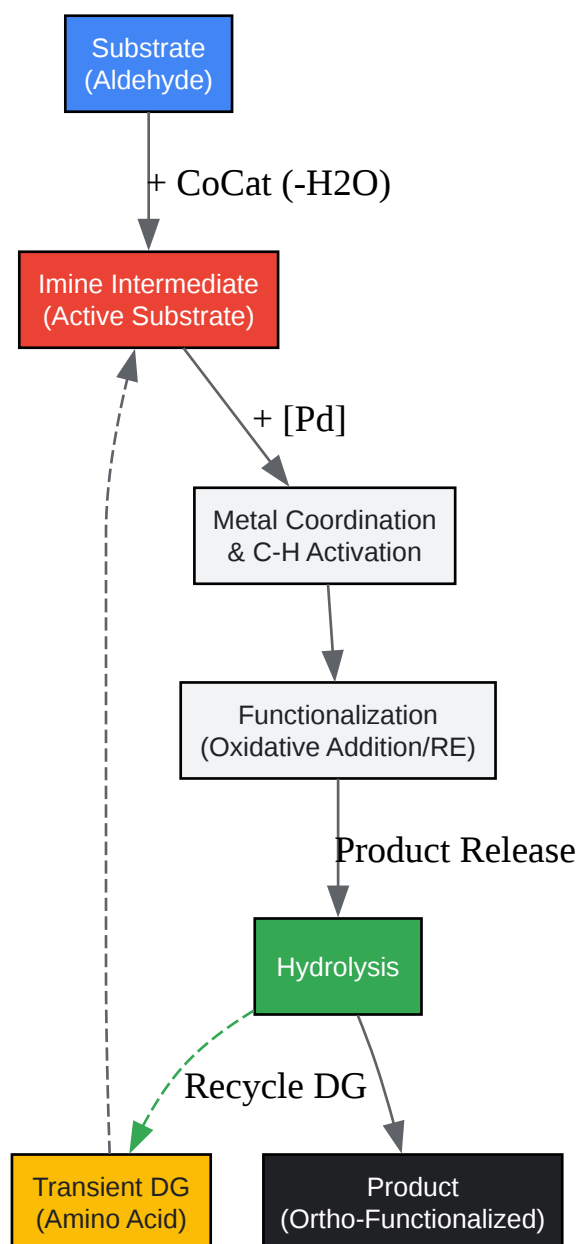 Substrate
(Aldehyde)
+ CoCat (-H2O)
Imine Intermediate
(Active Substrate)
+ [Pd]
Metal Coordination
& C-H Activation
Functionalization
(Oxidative Addition/RE)
Product Release
Hydrolysis
Recycle DG
Transient DG
(Amino Acid)
Product
(Ortho-Functionalized)